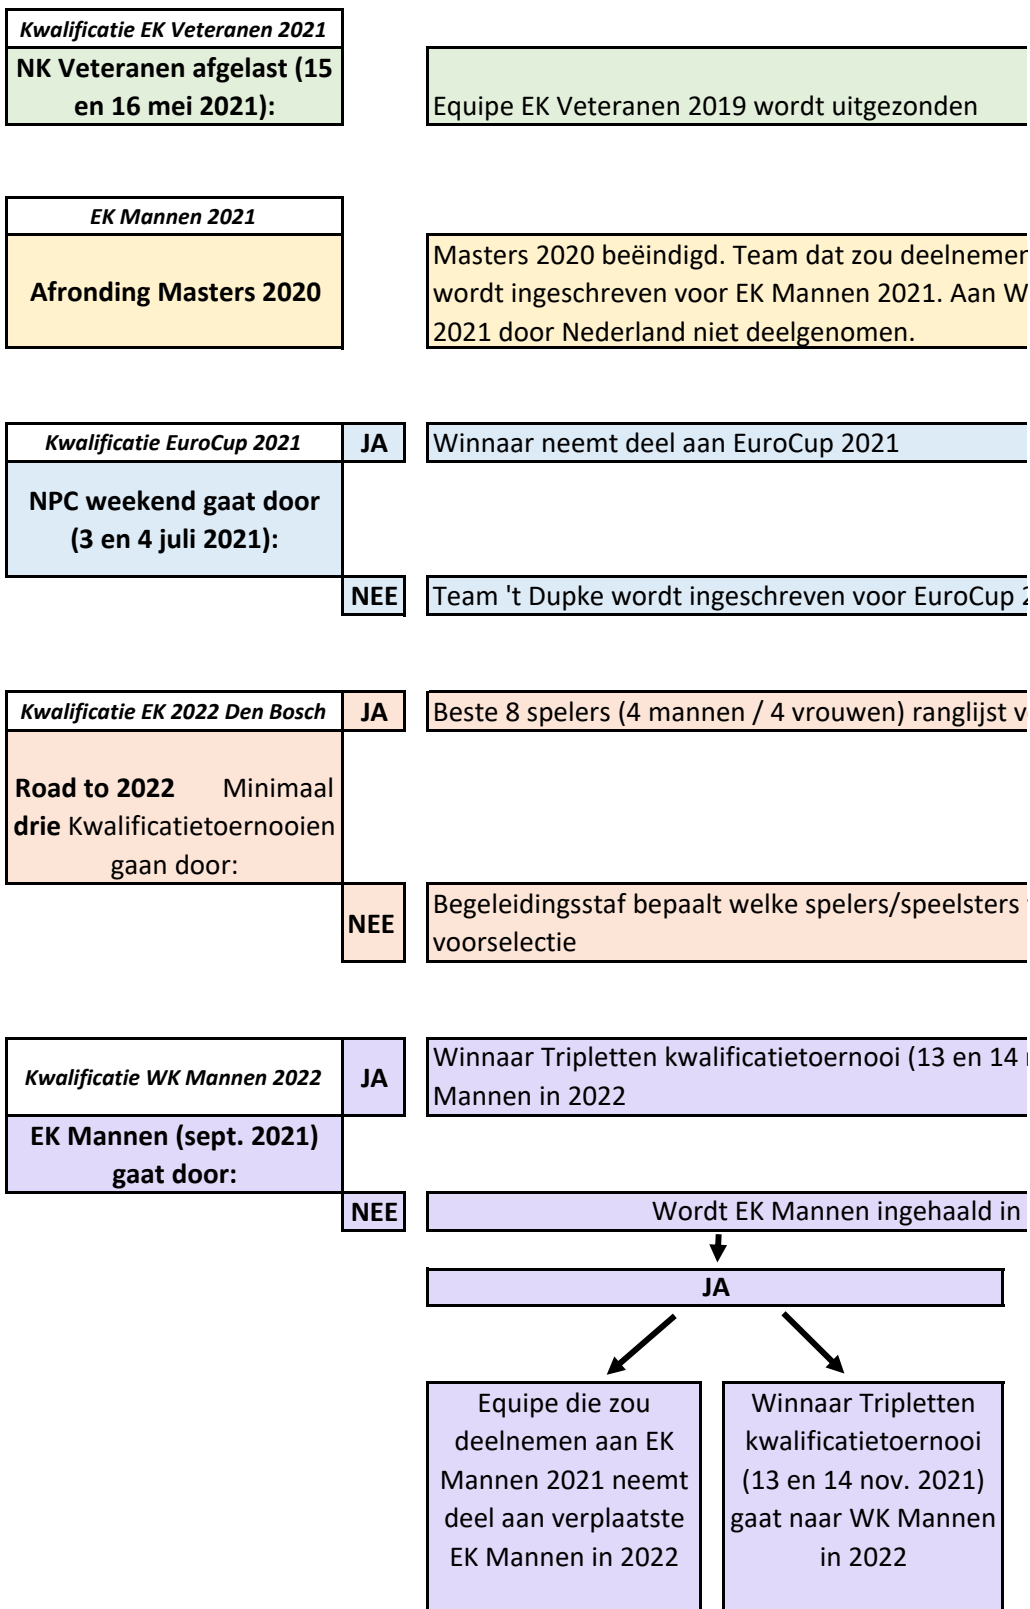 Kwalificatie EK Veteranen 2021
NK Veteranen afgelast (15
en 16 mei 2021):
Equipe EK Veteranen 2019 wordt uitgezonden
EK Mannen 2021
Afronding Masters 2020
Masters 2020 beëindigd. Team dat zou deelnemen
wordt ingeschreven voor EK Mannen 2021. Aan W
2021 door Nederland niet deelgenomen.
Kwalificatie EuroCup 2021
JA
Winnaar neemt deel aan EuroCup 2021
NPC weekend gaat door
(3 en 4 juli 2021):
NEE
Team 't Dupke wordt ingeschreven voor EuroCup
Kwalificatie EK 2022 Den Bosch
JA
Beste 8 spelers (4 mannen / 4 vrouwen) ranglijst
Road to 2022 Minimaal
drie Kwalificatietoernooien
gaan door:
NEE
Begeleidingsstaf bepaalt welke spelers/speelsters
voorselectie
Kwalificatie WK Mannen 2022
JA
Winnaar Tripletten kwalificatietoernooi (13 en 14
Mannen in 2022
EK Mannen (sept. 2021)
gaat door:
NEE
Wordt EK Mannen ingehaald in
JA
Equipe die zou
deelnemen aan EK
Mannen 2021 neemt
deel aan verplaatste
EK Mannen in 2022
Winnaar Tripletten
kwalificatietoernooi
(13 en 14 nov. 2021)
gaat naar WK Mannen
in 2022